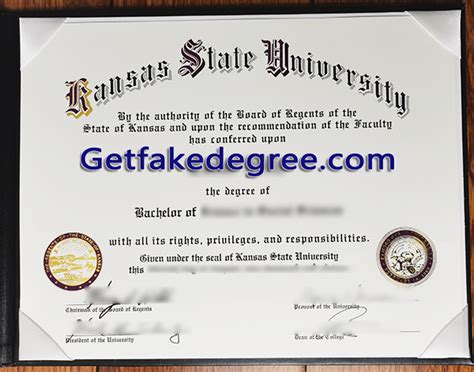 Kansas State University
By the authority of the Board of Regents of the
State of Kansas and upon the recommendation of the Faculty
has conferred upon
Getfakedegree.com
the degree of
Bachelor of
with all its rights, privileges, and responsibilities.
Given under the seal of Kansas State University
this
Chairman of the Board of Regents
Provost of the University
President of the University
Dean of the College